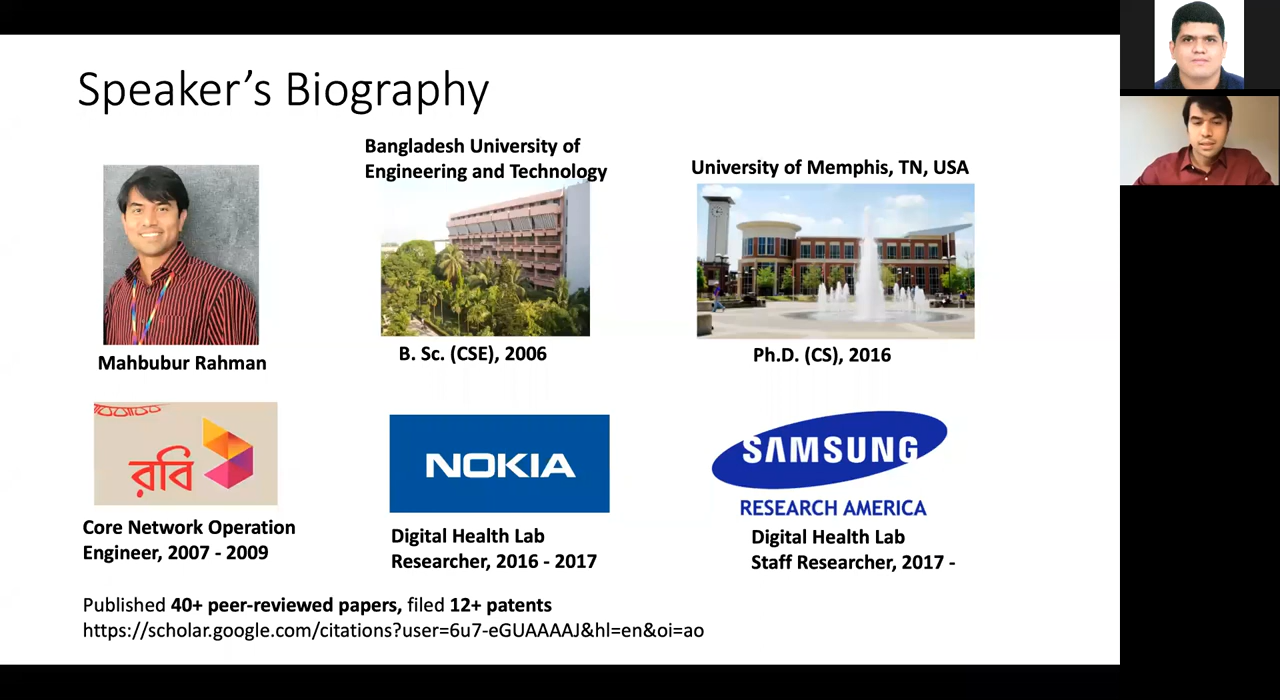 Speaker's Biography
Bangladesh University of
Engineering and Technology
University of Memphis, TN, USA
Mahbubur Rahman
B. Sc. (CSE), 2006
Ph.D. (CS), 2016
রবি
NOKIA
SAMSUNG
RESEARCH AMERICA
Core Network Operation
Engineer, 2007 - 2009
Digital Health Lab
Researcher, 2016 - 2017
Digital Health Lab
Staff Researcher, 2017 -
Published 40+ peer-reviewed papers, filed 12+ patents
https://scholar.google.com/citations?user=6u7-eGUAAAAJ&hl=en&oi=ao